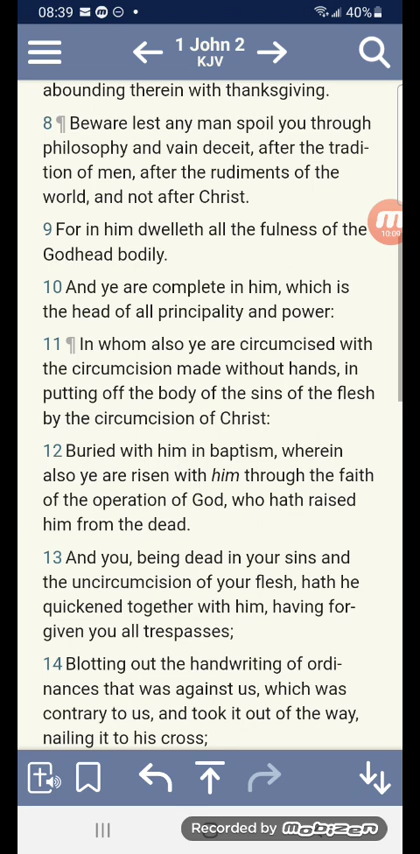 08:39 40%
1 John 2
KJV
abounding therein with thanksgiving.
8 ¶ Beware lest any man spoil you through
philosophy and vain deceit, after the tradi-
tion of men, after the rudiments of the
world, and not after Christ.
10:09
9 For in him dwelleth all the fulness of the
Godhead bodily.
10 And ye are complete in him, which is
the head of all principality and power:
11 ¶ In whom also ye are circumcised with
the circumcision made without hands, in
putting off the body of the sins of the flesh
by the circumcision of Christ:
12 Buried with him in baptism, wherein
also ye are risen with him through the faith
of the operation of God, who hath raised
him from the dead.
13 And you, being dead in your sins and
the uncircumcision of your flesh, hath he
quickened together with him, having for-
given you all trespasses;
14 Blotting out the handwriting of ordi-
nances that was against us, which was
contrary to us, and took it out of the way,
nailing it to his cross;
Recorded by mobizen